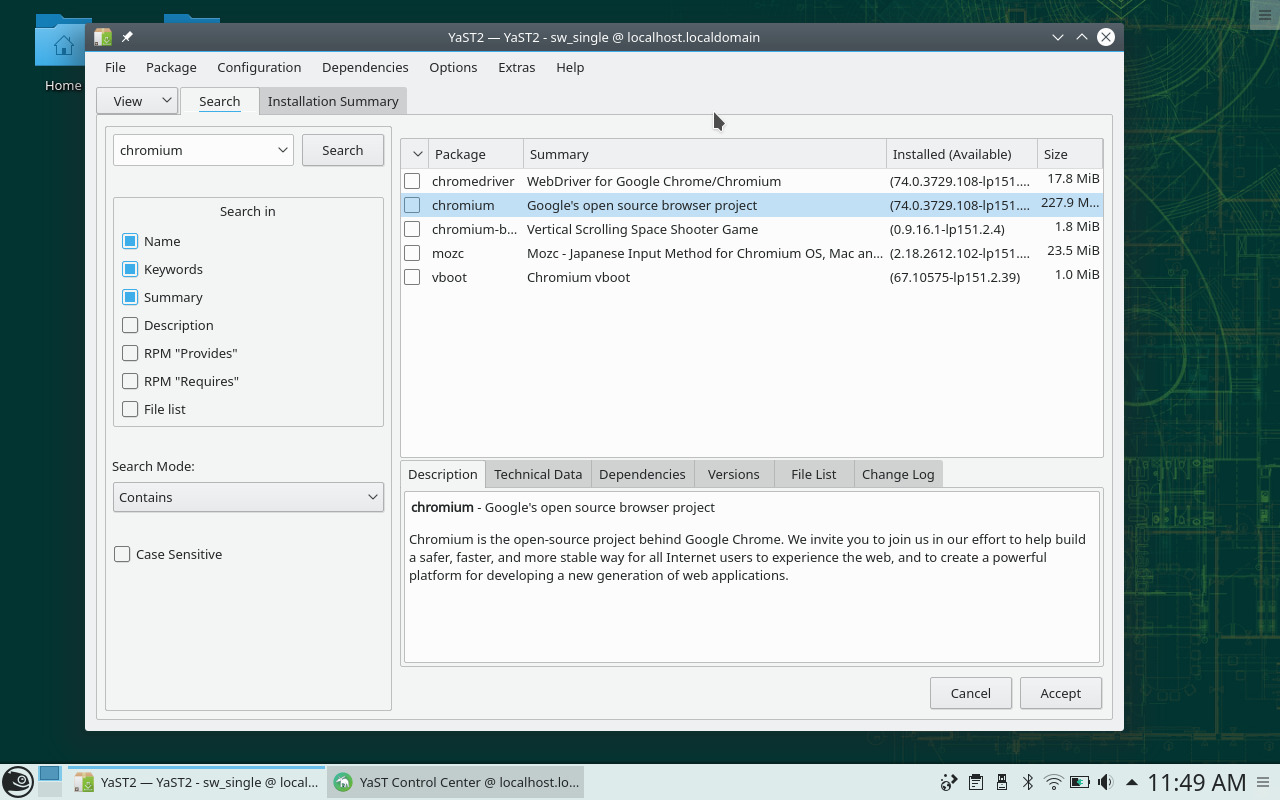 YaST2 — YaST2 - sw_single @ localhost.localdomain
Home
File Package Configuration Dependencies Options Extras Help
View Search Installation Summary
chromium Search
Search in
Name
Keywords
Summary
Description
RPM "Provides"
RPM "Requires"
File list
Search Mode:
Contains
Case Sensitive
Package Summary Installed (Available) Size
chromedriver WebDriver for Google Chrome/Chromium (74.0.3729.108-lp151.... 17.8 MiB
chromium Google's open source browser project (74.0.3729.108-lp151.... 227.9 M...
chromium-b... Vertical Scrolling Space Shooter Game (0.9.16.1-lp151.2.4) 1.8 MiB
mozc Mozc - Japanese Input Method for Chromium OS, Mac an... (2.18.2612.102-lp151.... 23.5 MiB
vboot Chromium vboot (67.10575-lp151.2.39) 1.0 MiB
Description Technical Data Dependencies Versions File List Change Log
chromium - Google's open source browser project
Chromium is the open-source project behind Google Chrome. We invite you to join us in our effort to help build
a safer, faster, and more stable way for all Internet users to experience the web, and to create a powerful
platform for developing a new generation of web applications.
Cancel Accept
YaST2 — YaST2 - sw_single @ local... YaST Control Center @ localhost.lo... 11:49 AM